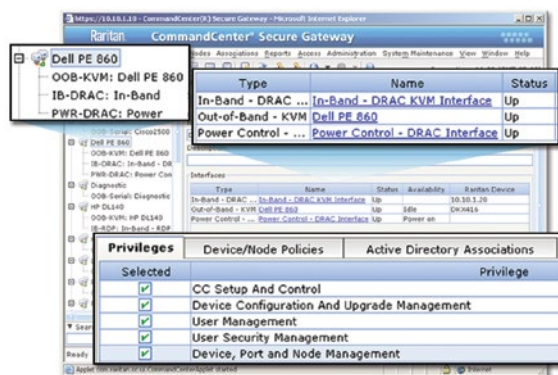 https://10.10.1.10 - CommandCenter(R) Secure Gateway - Microsoft Internet Explorer
Raritan. CommandCenter® Secure Gateway
Nodes Associations Reports Access Administration System Maintenance View Window Help
Dell PE 860
OOB-KVM: Dell PE 860
IB-DRAC: In-Band
PWR-DRAC: Power
Type Name Status
In-Band - DRAC ... In-Band - DRAC KVM Interface Up
Out-of-Band - KVM Dell PE 860 Up
Power Control - ... Power Control - DRAC Interface Up
OOB-Serial: Cisco2500
Dell PE 860
OOB-KVM: Dell PE 860
IB-DRAC: In-Band - DR
PWR-DRAC: Power Con
Diagnostic
OOB-Serial: Diagnostic
HP DL140
OOB-KVM: HP DL140
IB-RDP: In-Band - RDP
Interfaces
Type Name Status Availability Raritan Device
In-Band - DRAC ... In-Band - DRAC KVM Interface Up 10.10.1.20
Out-of-Band - KVM Dell PE 860 Up Idle DKX416
Power Control - ... Power Control - DRAC Interface Up Power on
Privileges Device/Node Policies Active Directory Associations
Selected Privilege
CC Setup And Control
Device Configuration And Upgrade Management
User Management
User Security Management
Device, Port and Node Management
Sear
Ready
Internet